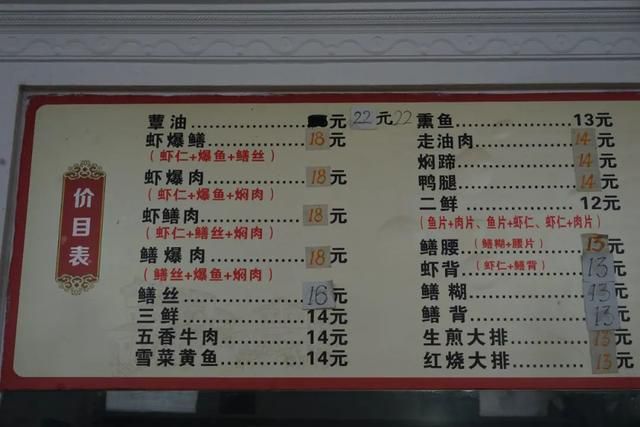 价目表
蕈油……………元 22元 22
虾爆鳝……………18元
(虾仁+爆鱼+鳝丝)
虾爆肉……………18元
(虾仁+爆鱼+焖肉)
虾鳝肉……………18元
(虾仁+鳝丝+焖肉)
鳝爆肉……………18元
(鳝丝+爆鱼+焖肉)
鳝丝……………16元
三鲜……………14元
五香牛肉……………14元
雪菜黄鱼……………14元
熏鱼……………13元
走油肉……………14元
焖蹄……………14元
鸭腿……………14元
二鲜……………12元
(鱼片+肉片、鱼片+虾仁、虾仁+肉片)
鳝腰(鳝糊+腰片)13元
虾背(虾仁+鳝背)13元
鳝糊……………13元
鳝背……………13元
生煎大排……………13元
红烧大排……………13元